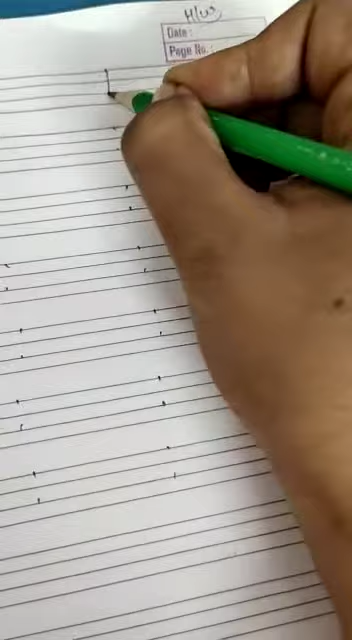 H/W
Date :
Page No. :